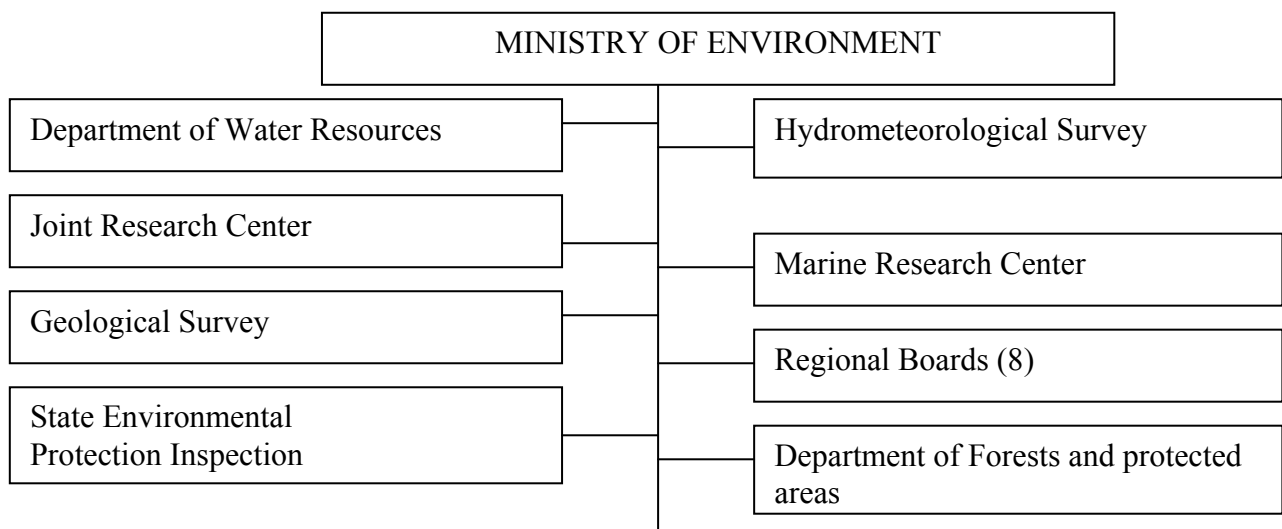 MINISTRY OF ENVIRONMENT
Department of Water Resources
Joint Research Center
Geological Survey
State Environmental
Protection Inspection
Hydrometeorological Survey
Marine Research Center
Regional Boards (8)
Department of Forests and protected
areas